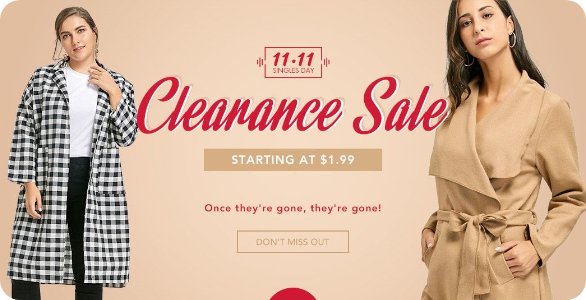 11·11
SINGLES DAY
Clearance Sale
STARTING AT $1.99
Once they're gone, they're gone!
DON'T MISS OUT